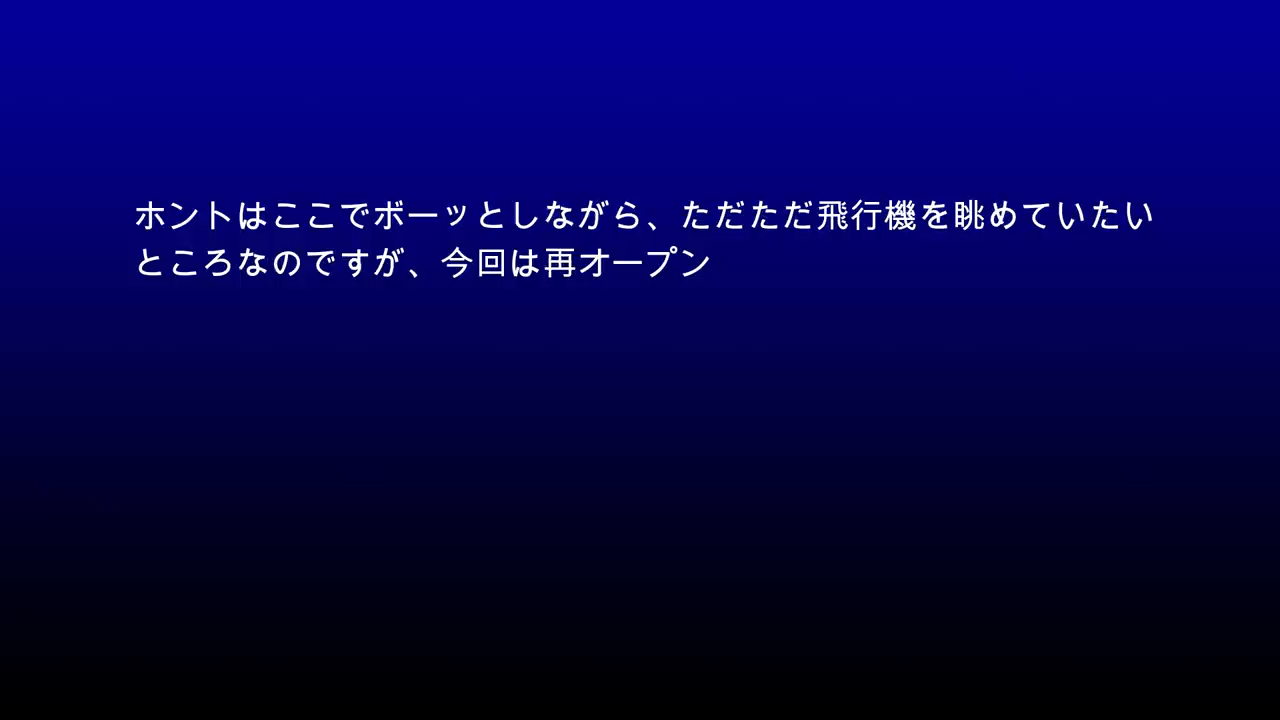 ホントはここでボーッとしながら、ただただ飛行機を眺めていたい
ところなのですが、今回は再オープン